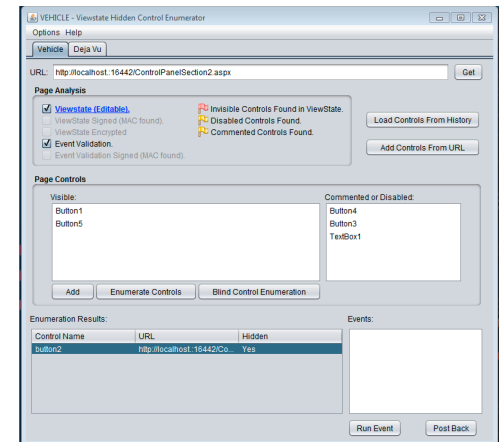 VEHICLE - Viewstate Hidden Control Enumerator
Options Help
Vehicle Deja Vu
URL: http://localhost.:16442/ControlPanelSection2.aspx Get
Page Analysis
Viewstate (Editable). Invisible Controls Found in ViewState.
ViewState Signed (MAC found) Disabled Controls Found. Load Controls From History
ViewState Encrypted Commented Controls Found.
Event Validation. Add Controls From URL
Event Validation Signed (MAC found).
Page Controls
Visible: Commented or Disabled:
Button1 Button4
Button5 Button3
TextBox1
Add Enumerate Controls Blind Control Enumeration
Enumeration Results: Events:
Control Name URL Hidden
button2 http://localhost.:16442/Co... Yes
Run Event Post Back